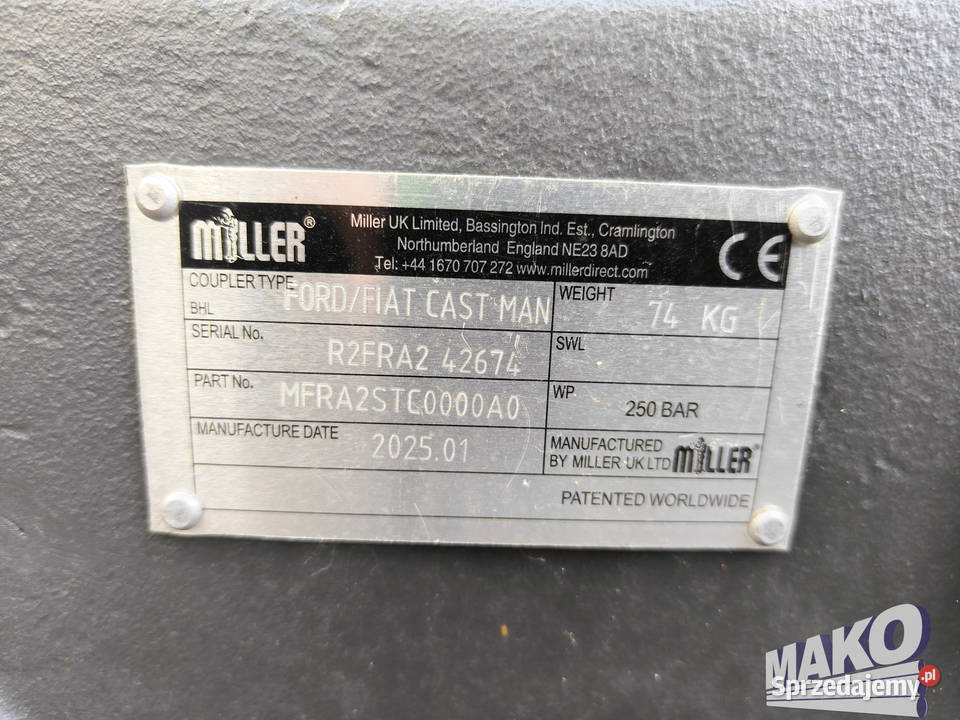 MILLER®
Miller UK Limited, Bassington Ind. Est., Cramlington
Northumberland England NE23 8AD
Tel: +44 1670 707 272 www.millerdirect.com
CE
COUPLER TYPE FORD/FIAT CAST MAN
BHL
WEIGHT 74 KG
SERIAL No. R2FRA2 42674
SWL
PART No. MFRA2STC0000A0
WP 250 BAR
MANUFACTURE DATE 2025.01
MANUFACTURED
BY MILLER UK LTD MILLER®
PATENTED WORLDWIDE
MAKO
Sprzedajemy.pl